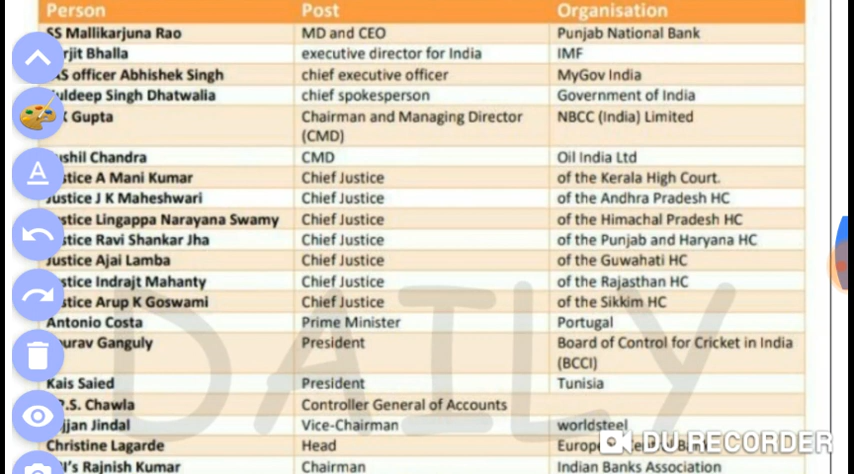 Person Post Organisation
SS Mallikarjuna Rao MD and CEO Punjab National Bank
rjit Bhalla executive director for India IMF
AS officer Abhishek Singh chief executive officer MyGov India
uldeep Singh Dhatwalia chief spokesperson Government of India
K Gupta Chairman and Managing Director NBCC (India) Limited
(CMD)
ushil Chandra CMD Oil India Ltd
stice A Mani Kumar Chief Justice of the Kerala High Court.
Justice J K Maheshwari Chief Justice of the Andhra Pradesh HC
stice Lingappa Narayana Swamy Chief Justice of the Himachal Pradesh HC
stice Ravi Shankar Jha Chief Justice of the Punjab and Haryana HC
Justice Ajai Lamba Chief Justice of the Guwahati HC
stice Indrajt Mahanty Chief Justice of the Rajasthan HC
stice Arup K Goswami Chief Justice of the Sikkim HC
Antonio Costa Prime Minister Portugal
urav Ganguly President Board of Control for Cricket in India
(BCCI)
Kais Saied President Tunisia
P.S. Chawla Controller General of Accounts
jjan Jindal Vice-Chairman worldsteel
Christine Lagarde Head European Central Bank
I's Rajnish Kumar Chairman Indian Banks Association
DAILY
DU RECORDER
A